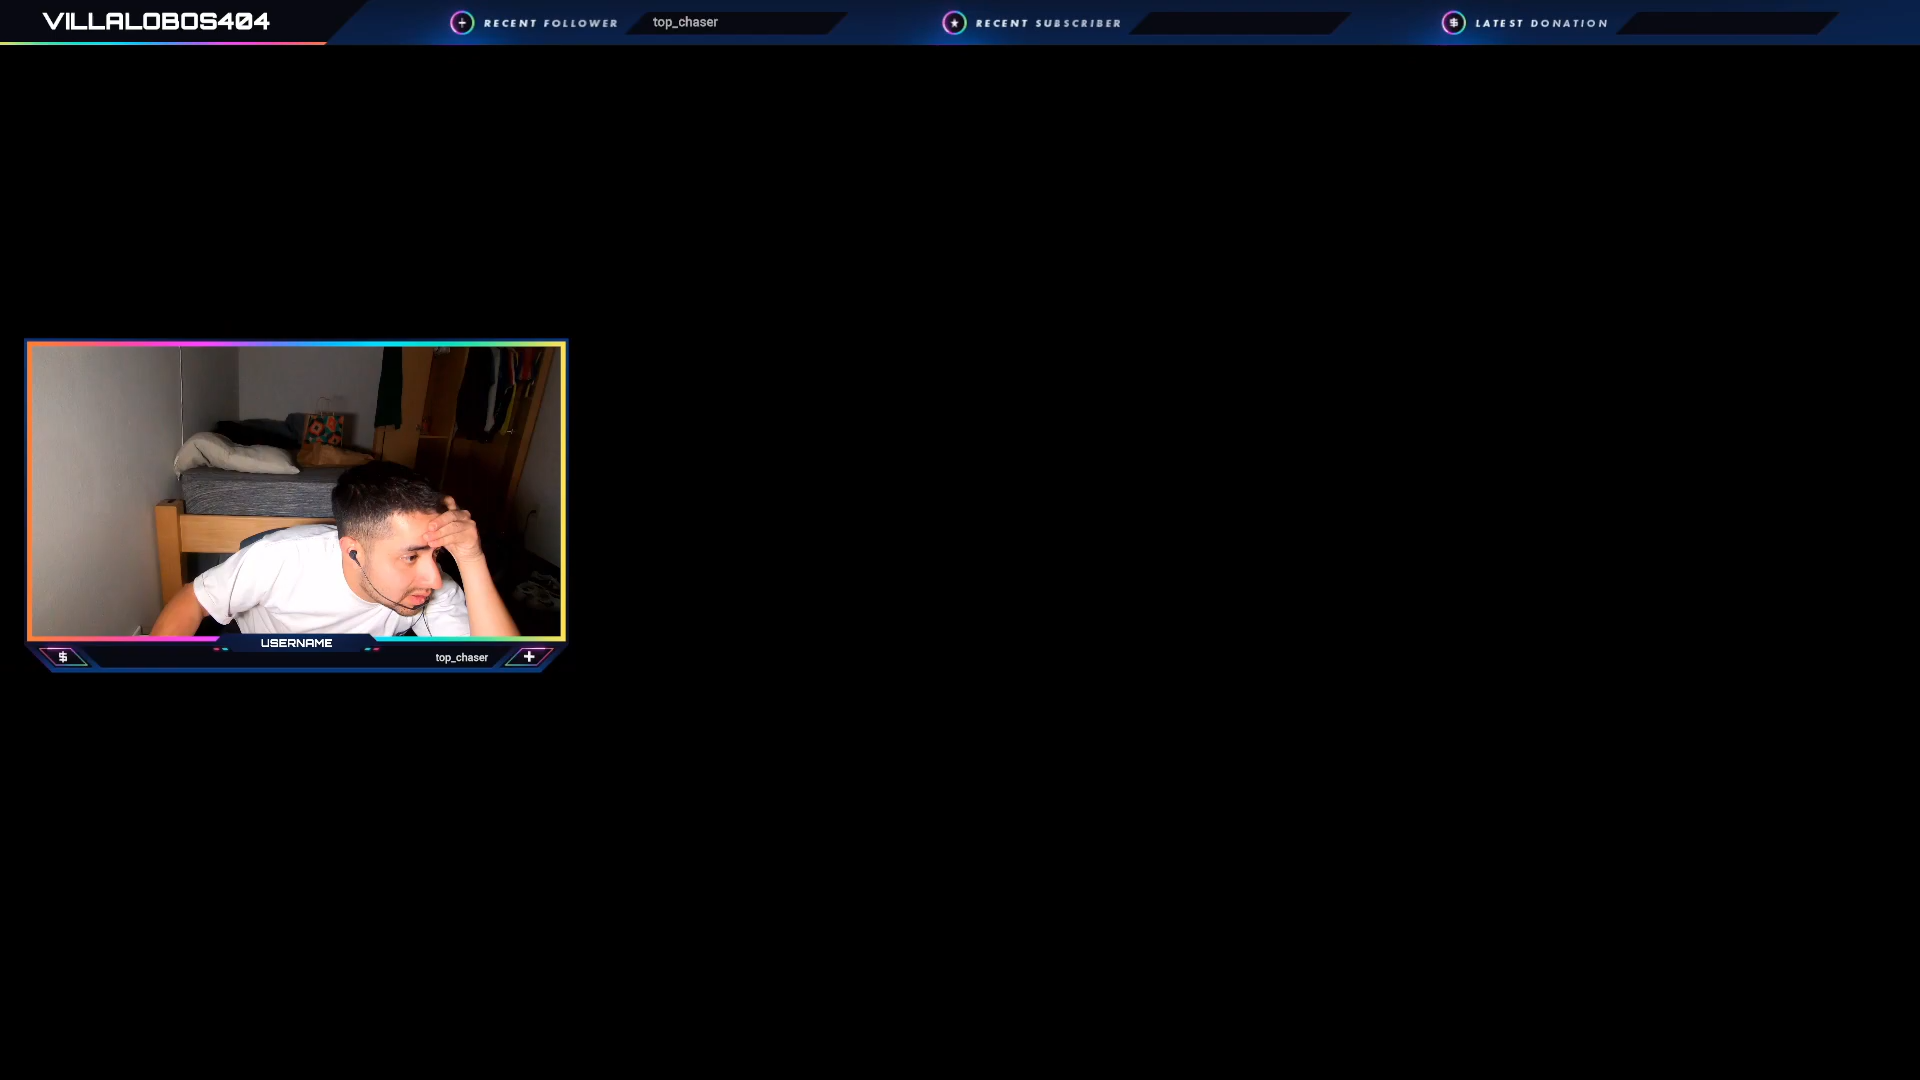 VILLALOBOS404
RECENT FOLLOWER top_chaser
RECENT SUBSCRIBER
LATEST DONATION
USERNAME
$ top_chaser +